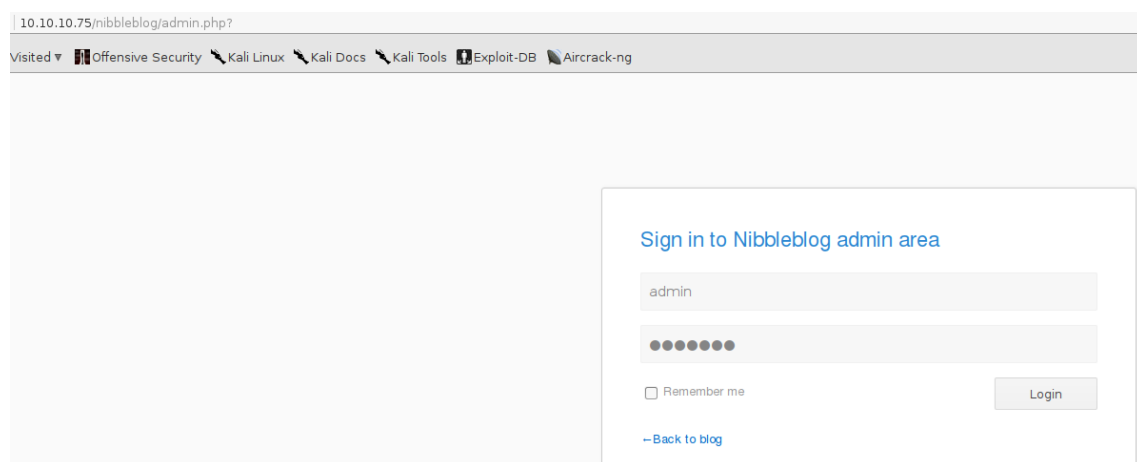 10.10.10.75/nibbleblog/admin.php?
Visited Offensive Security Kali Linux Kali Docs Kali Tools Exploit-DB Aircrack-ng
Sign in to Nibbleblog admin area
admin
●●●●●●●
Remember me
Login
←Back to blog